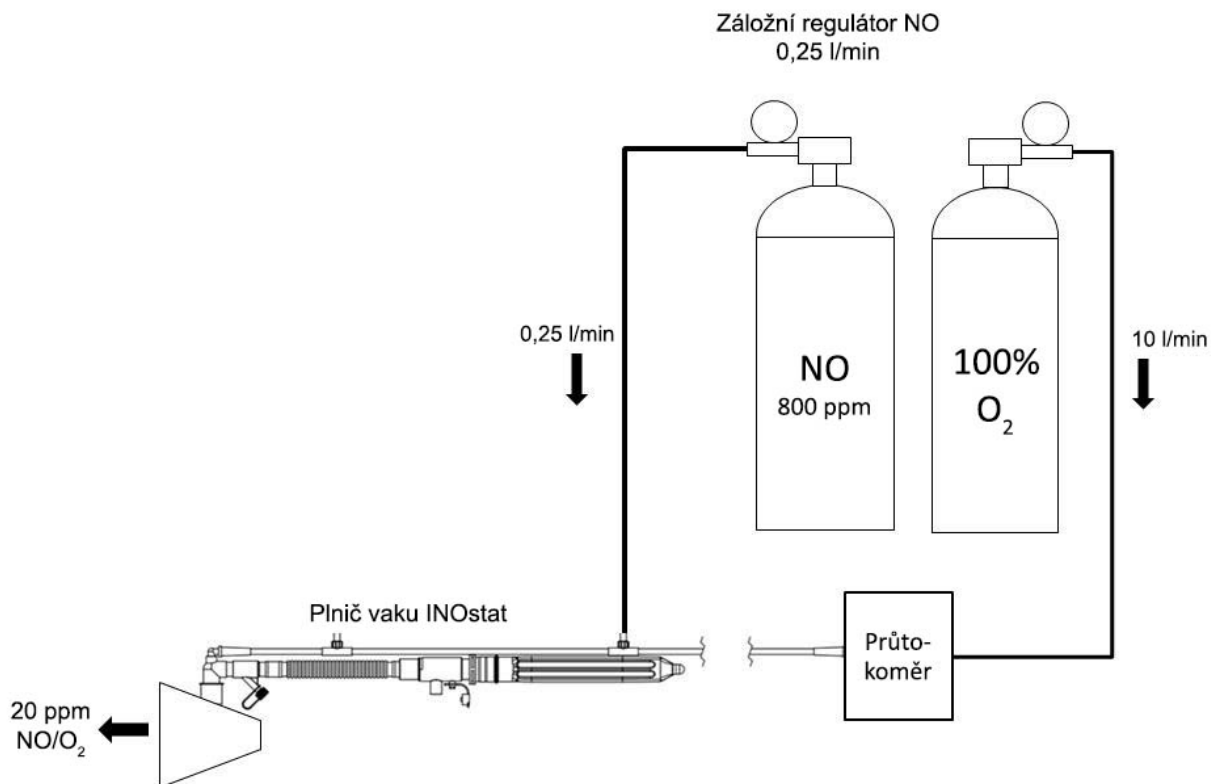 Záložní regulátor NO
0,25 l/min
0,25 l/min
10 l/min
NO
800 ppm
100%
O₂
Plnič vaku INOstat
Průto-
koměr
20 ppm
NO/O₂